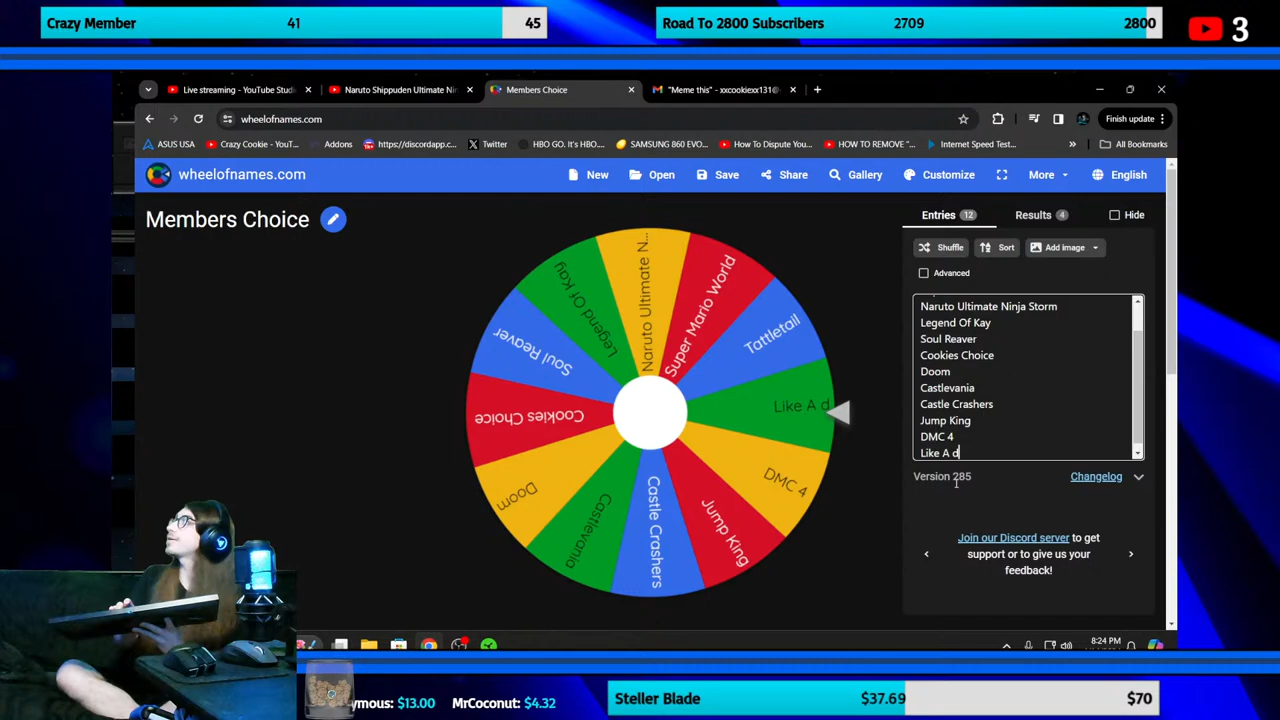 Crazy Member 41 45
Road To 2800 Subscribers 2709 2800
3
Live streaming - YouTube Stud
Naruto Shippuden Ultimate Nin
Members Choice
"Meme this" - xxcookiexx131@
wheelofnames.com
Finish update
ASUS USA
Crazy Cookie - YouT...
Addons
https://discordapp.c...
Twitter
HBO GO. It's HBO....
SAMSUNG 860 EVO...
How To Dispute You...
HOW TO REMOVE "...
Internet Speed Test...
All Bookmarks
wheelofnames.com
New
Open
Save
Share
Gallery
Customize
More
English
Members Choice
Entries 12
Results 4
Hide
Shuffle
Sort
Add image
Advanced
Naruto Ultimate Ninja Storm
Legend Of Kay
Soul Reaver
Cookies Choice
Doom
Castlevania
Castle Crashers
Jump King
DMC 4
Like A d
Naruto Ultimate N...
Super Mario World
Tattletail
Like A d
DMC 4
Jump King
Castle Crashers
Castlevania
Doom
Cookies Choice
Soul Reaver
Legend Of Kay
Version 285
Changelog
Join our Discord server to get
support or to give us your
feedback!
8:24 PM
ymous: $13.00 MrCoconut: $4.32
Steller Blade $37.69 $70